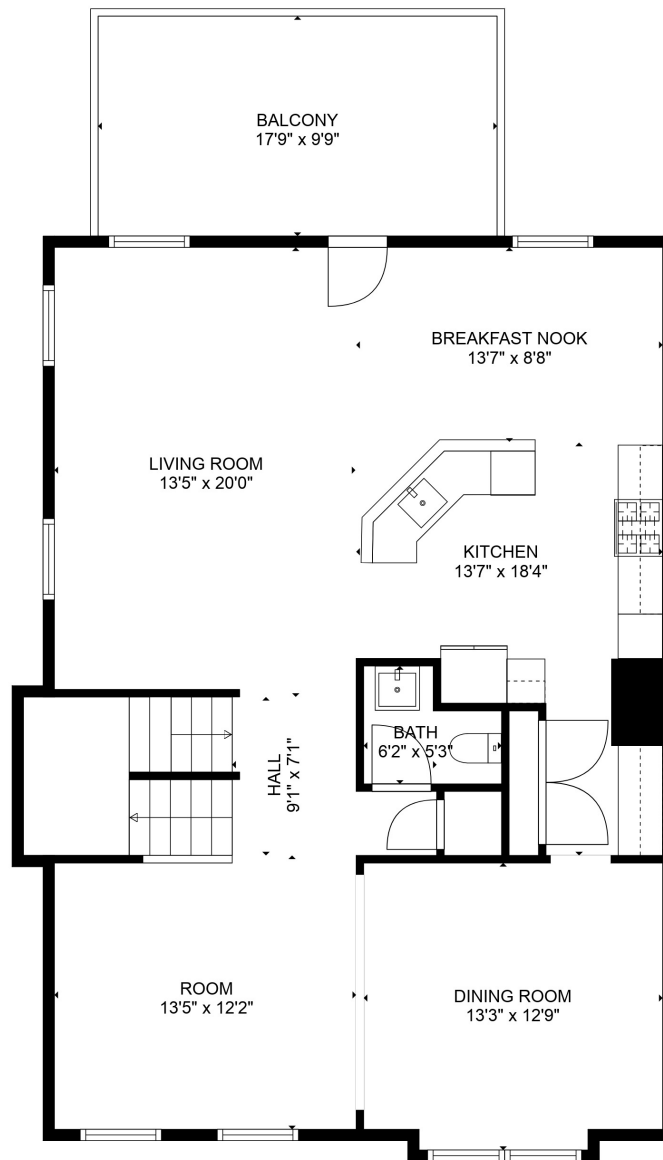 BALCONY
17'9" x 9'9"
BREAKFAST NOOK
13'7" x 8'8"
LIVING ROOM
13'5" x 20'0"
KITCHEN
13'7" x 18'4"
BATH
6'2" x 5'3"
HALL
9'1" x 7'1"
ROOM
13'5" x 12'2"
DINING ROOM
13'3" x 12'9"